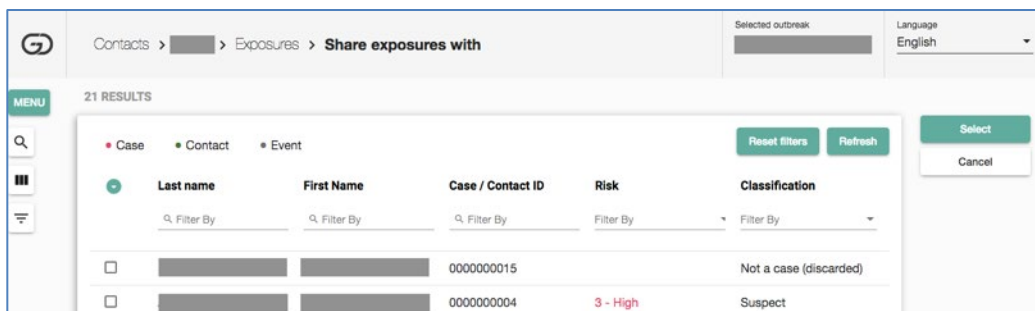 Contacts > > Exposures > Share exposures with
Selected outbreak
Language
English
MENU
21 RESULTS
Case Contact Event
Reset filters Refresh
Select
Cancel
Last name First Name Case / Contact ID Risk Classification
Filter By Filter By Filter By Filter By Filter By
0000000015 Not a case (discarded)
0000000004 3 - High Suspect